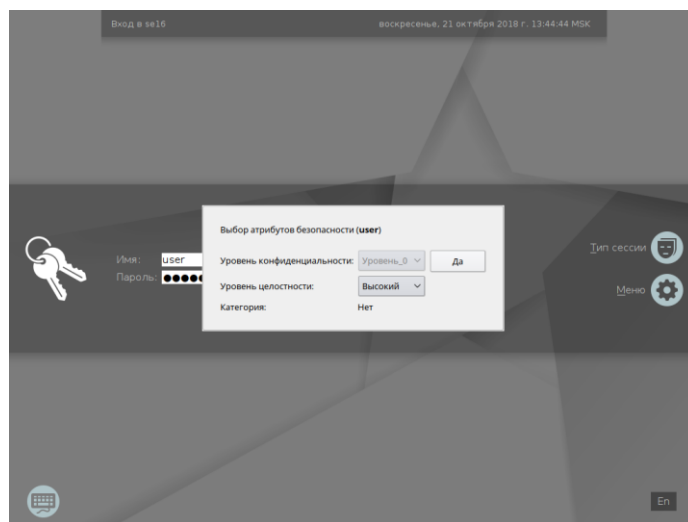 Вход в se16
воскресенье, 21 октября 2018 г. 13:44:44 MSK
Выбор атрибутов безопасности (user)
Имя: user
Пароль:
Уровень конфиденциальности: Уровень_0
Да
Уровень целостности: Высокий
Категория: Нет
Тип сессии
Меню
En